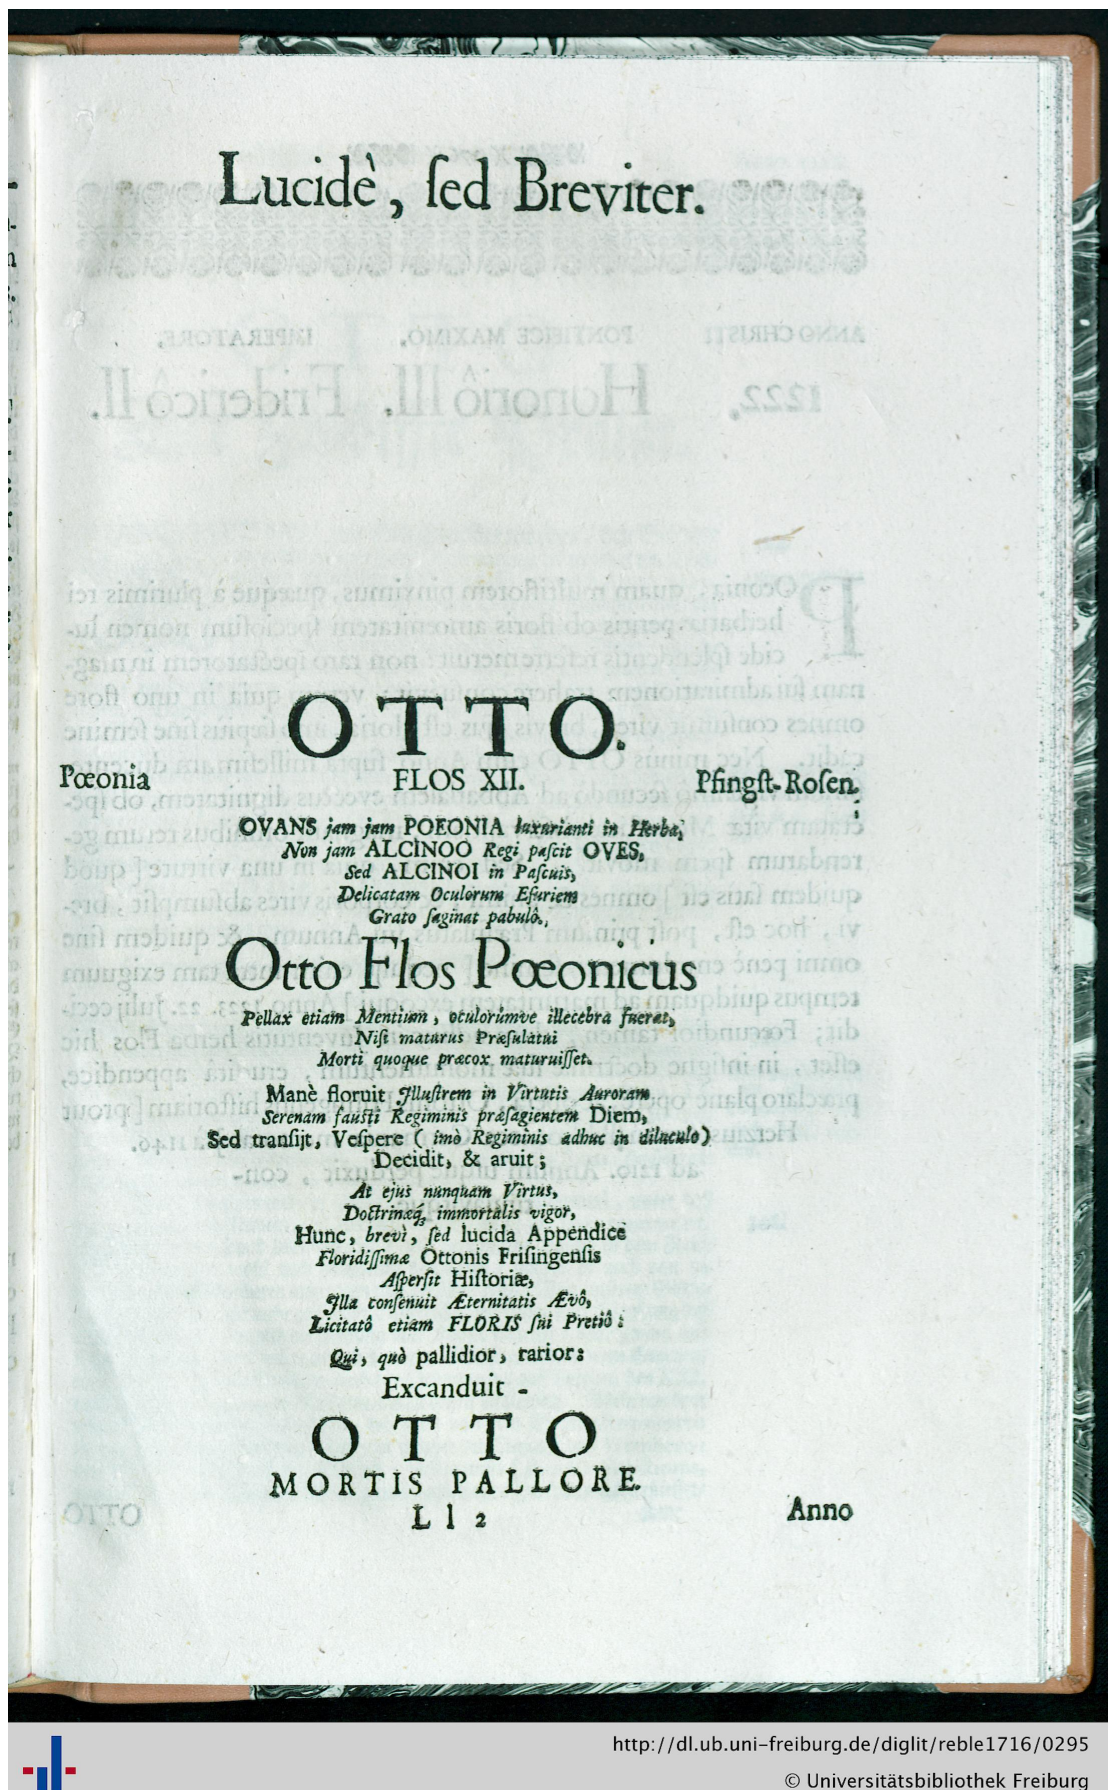 Lucidè, ſed Breviter.
OTTO.
Pœonia FLOS XII. Pfingſt-Roſen.
OVANS jam jam POEONIA luxurianti in Herba;
Non jam ALCINOO Regi paſcit OVES,
Sed ALCINOI in Paſcuis,
Delicatam Oculorum Eſuriem
Grato ſaginat pabulô.
Otto Flos Pœonicus
Pellax etiam Mentium, oculorúmve illecebra fuerat,
Niſi maturus Præſulatui
Morti quoque præcox maturuiſſet.
Manè floruit Illuſtrem in Virtutis Auroram
Serenam fauſti Regiminis præſagientem Diem,
Sed tranſijt, Veſpere ( imò Regiminis adhuc in diluculo)
Decidit, & aruit;
At ejus nunquam Virtus,
Doctrinæq́; immortalis vigor,
Hunc, brevi, ſed lucida Appendice
Floridiſſimæ Ottonis Friſingenſis
Aſperſit Hiſtoriæ,
Illa conſenuit Æternitatis Ævô,
Licitatô etiam FLORIS ſui Pretiô:
Qui, quò pallidior, rarior:
Excanduit -
OTTO
MORTIS PALLORE.
Ll 2 Anno
http://dl.ub.uni-freiburg.de/diglit/reble1716/0295
© Universitätsbibliothek Freiburg